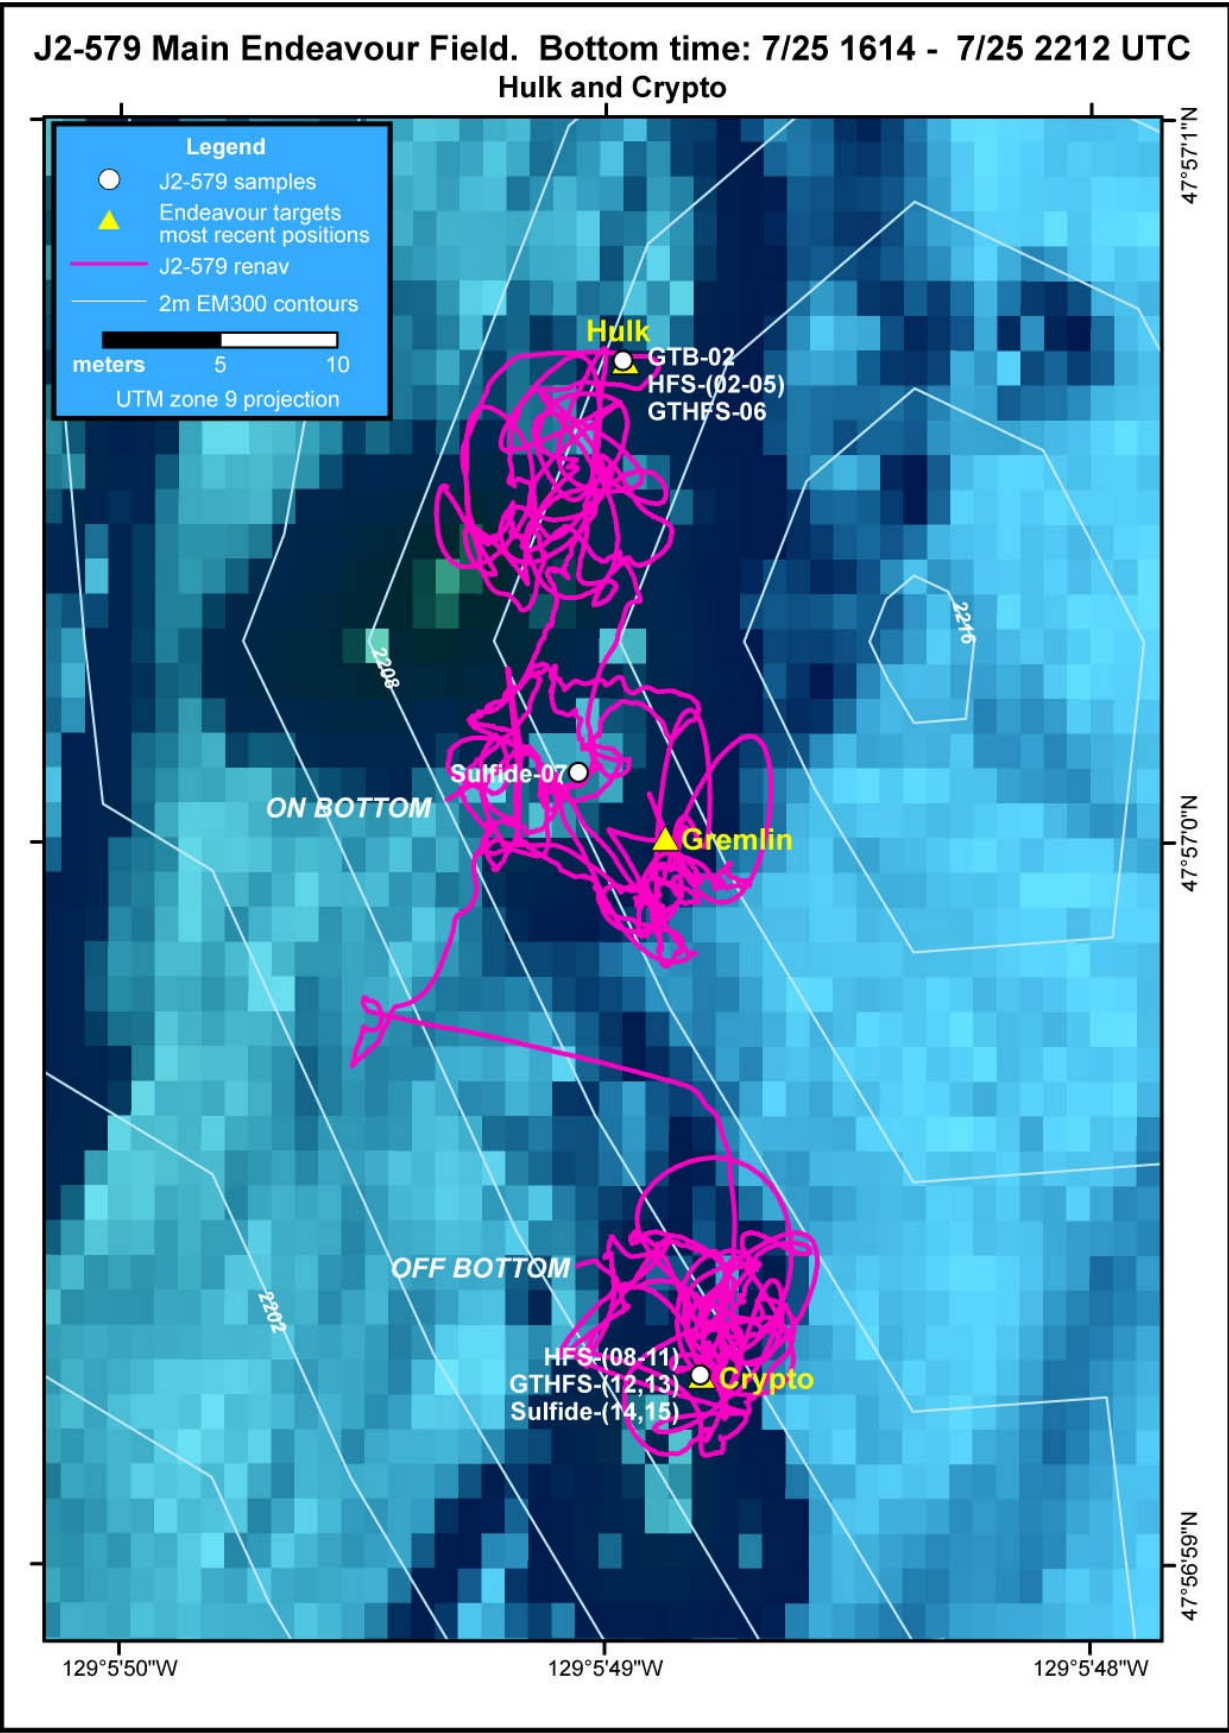 J2-579 Main Endeavour Field. Bottom time: 7/25 1614 - 7/25 2212 UTC
Hulk and Crypto
47°57'1"N
Legend
J2-579 samples
Endeavour targets
most recent positions
J2-579 renav
2m EM300 contours
meters 5 10
UTM zone 9 projection
Hulk
GTB-02
HFS-(02-05)
GTHFS-06
2216
2208
Sulfide-07
ON BOTTOM
Gremlin
47°57'0"N
OFF BOTTOM
2202
HFS-(08-11)
GTHFS-(12,13)
Crypto
Sulfide-(14,15)
47°56'59"N
129°5'50"W 129°5'49"W 129°5'48"W